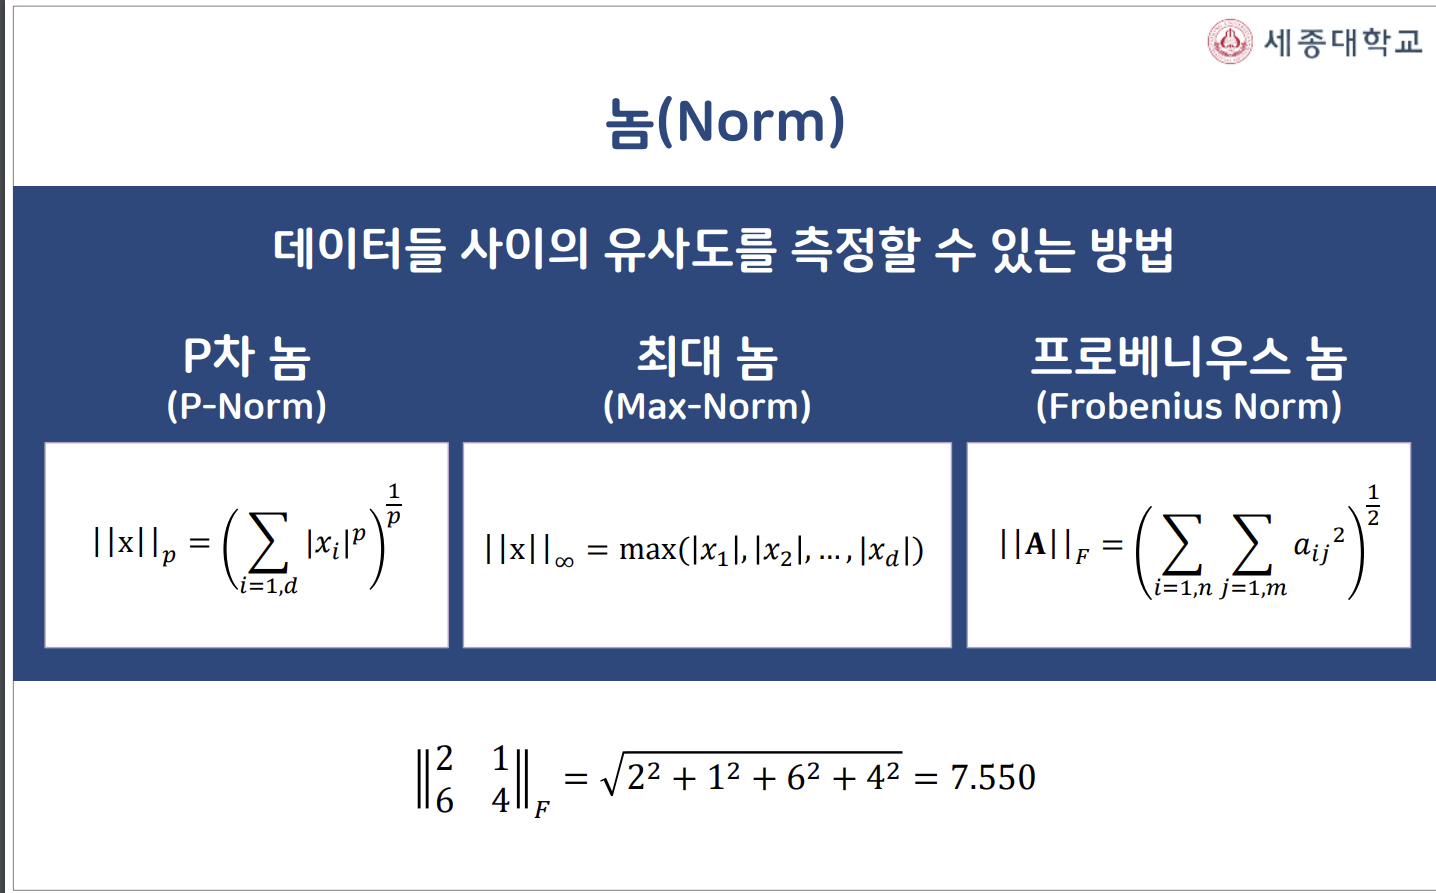 세종대학교
놈(Norm)
데이터들 사이의 유사도를 측정할 수 있는 방법
P차 놈
(P-Norm)
||x||_p = (∑_{i=1,d} |x_i|^p)^{1/p}
최대 놈
(Max-Norm)
||x||_∞ = max(|x_1|, |x_2|, … , |x_d|)
프로베니우스 놈
(Frobenius Norm)
||A||_F = (∑_{i=1,n} ∑_{j=1,m} a_{ij}^2)^{1/2}
‖2 1
6 4‖_F = √(2² + 1² + 6² + 4²) = 7.550